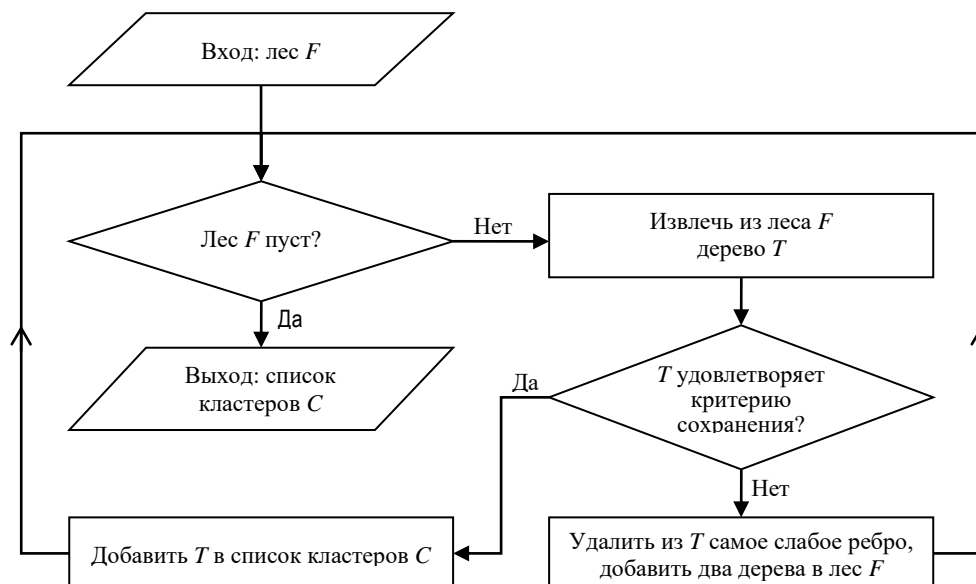 Вход: лес F
Лес F пуст?
Нет
Извлечь из леса F
дерево T
Да
Выход: список
кластеров C
T удовлетворяет
критерию
сохранения?
Да
Нет
Добавить T в список кластеров C
Удалить из T самое слабое ребро,
добавить два дерева в лес F